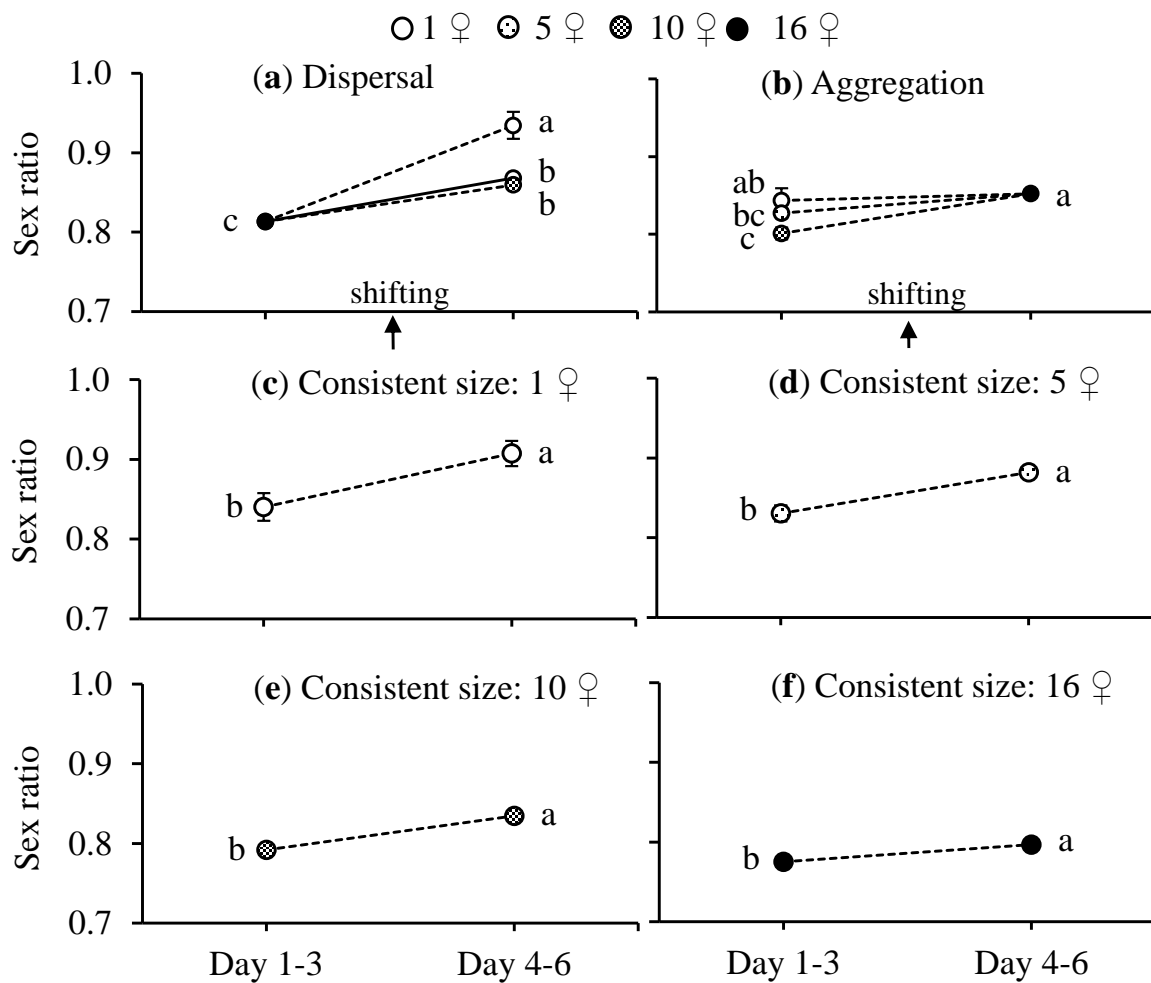 1 ♀ 5 ♀ 10 ♀ 16 ♀
(a) Dispersal
(b) Aggregation
Sex ratio
1.0
0.9
0.8
0.7
a
b
b
c
shifting
ab
bc
c
a
shifting
(c) Consistent size: 1 ♀
(d) Consistent size: 5 ♀
Sex ratio
1.0
0.9
0.8
0.7
b
a
b
a
(e) Consistent size: 10 ♀
(f) Consistent size: 16 ♀
Sex ratio
1.0
0.9
0.8
0.7
b
a
b
a
Day 1-3
Day 4-6
Day 1-3
Day 4-6